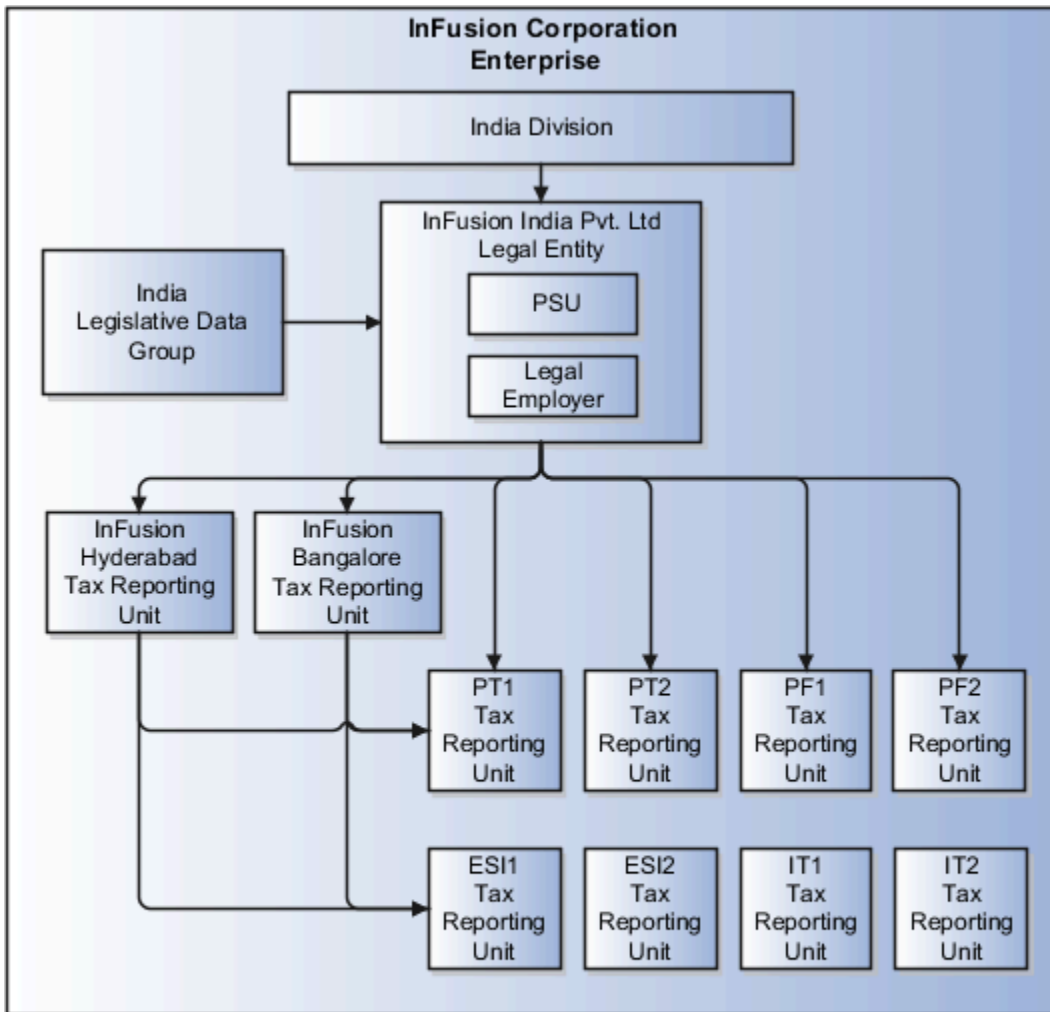 InFusion Corporation
Enterprise
India Division
InFusion India Pvt. Ltd
Legal Entity
PSU
Legal
Employer
India
Legislative Data
Group
InFusion
Hyderabad
Tax Reporting
Unit
InFusion
Bangalore
Tax Reporting
Unit
PT1
Tax
Reporting
Unit
PT2
Tax
Reporting
Unit
PF1
Tax
Reporting
Unit
PF2
Tax
Reporting
Unit
ESI1
Tax
Reporting
Unit
ESI2
Tax
Reporting
Unit
IT1
Tax
Reporting
Unit
IT2
Tax
Reporting
Unit